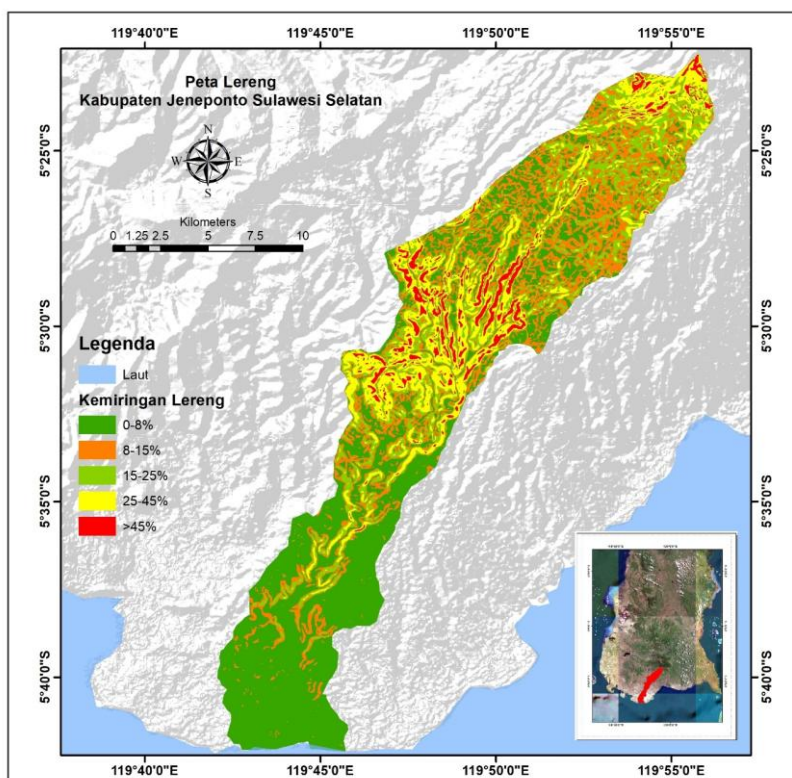 119°40'0"E 119°45'0"E 119°50'0"E 119°55'0"E
Peta Lereng
Kabupaten Jeneponto Sulawesi Selatan
N
W E
S
Kilometers
0 1.25 2.5 5 7.5 10
5°25'0"S 5°25'0"S
5°30'0"S 5°30'0"S
Legenda
Laut
Kemiringan Lereng
0-8%
8-15%
15-25%
25-45%
>45%
5°35'0"S 5°35'0"S
5°40'0"S 5°40'0"S
119°40'0"E 119°45'0"E 119°50'0"E 119°55'0"E